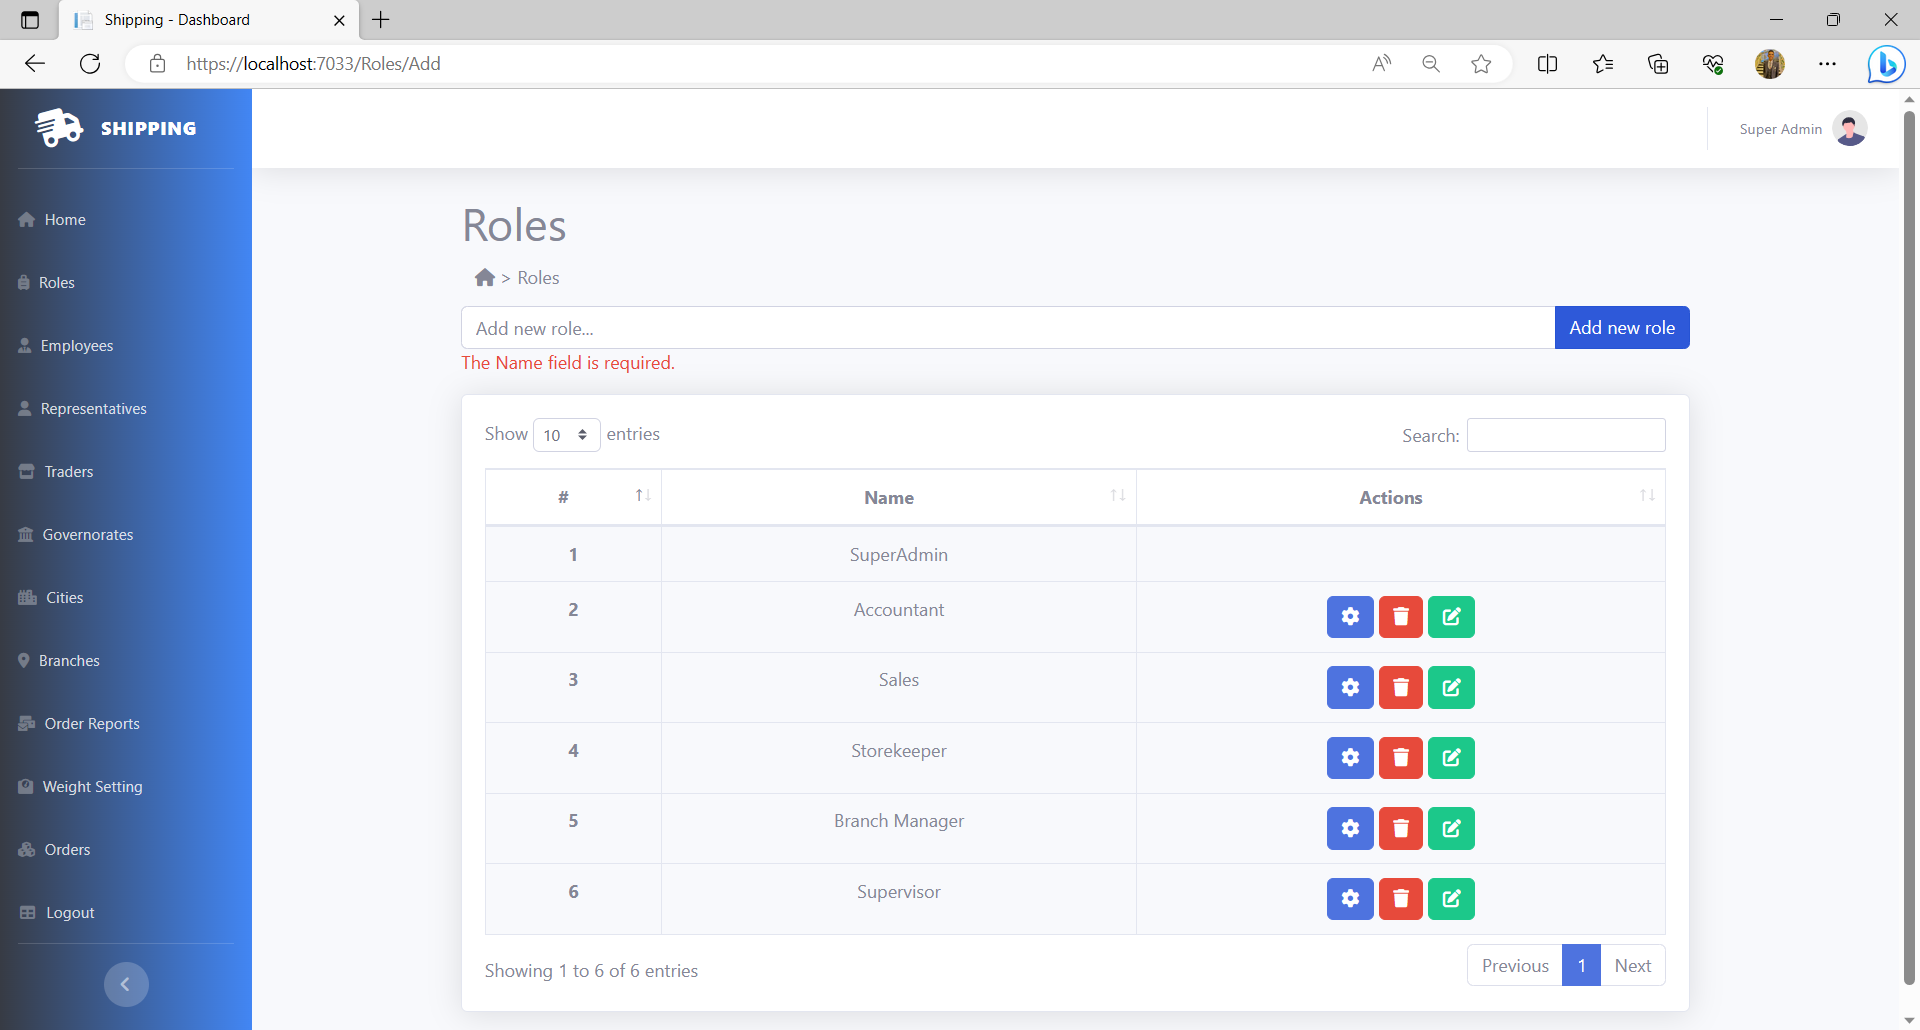 Shipping - Dashboard
https://localhost:7033/Roles/Add
SHIPPING
Super Admin
Home
Roles
Employees
Representatives
Traders
Governorates
Cities
Branches
Order Reports
Weight Setting
Orders
Logout
Roles
> Roles
Add new role...
Add new role
The Name field is required.
Show 10 entries
Search:
# Name Actions
1 SuperAdmin
2 Accountant
3 Sales
4 Storekeeper
5 Branch Manager
6 Supervisor
Showing 1 to 6 of 6 entries
Previous 1 Next